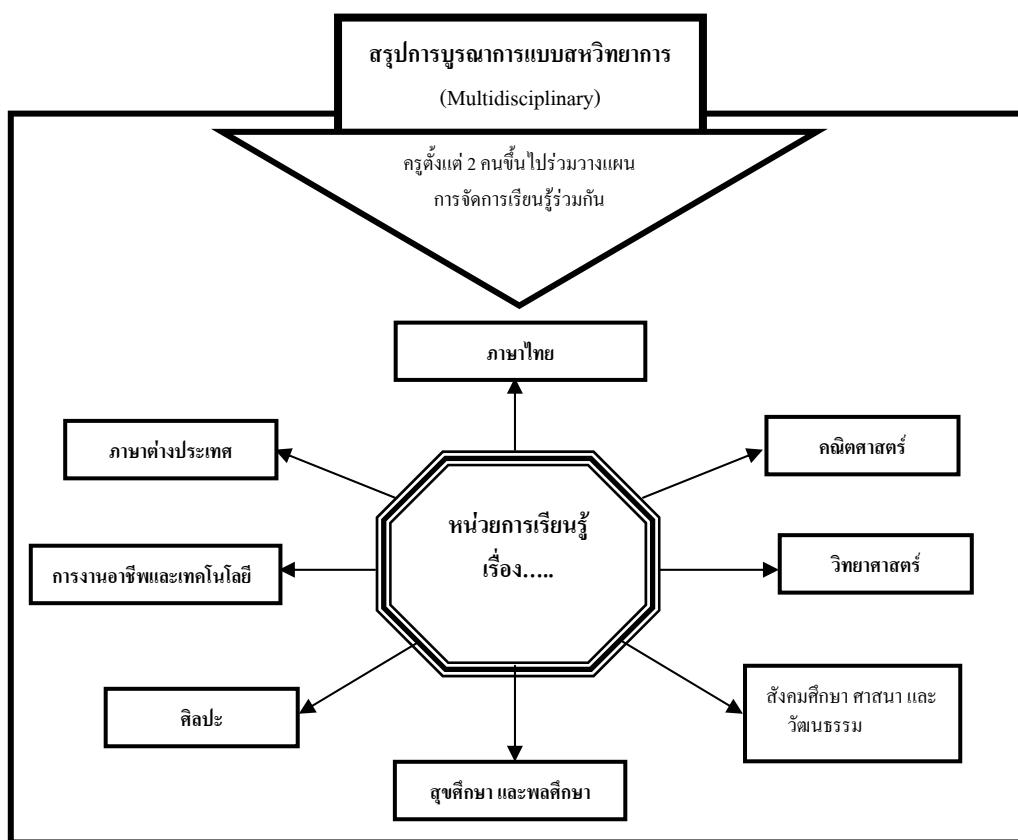 สรุปการบูรณาการแบบสหวิทยาการ
(Multidisciplinary)
ครูตั้งแต่ 2 คนขึ้นไปร่วมวางแผน
การจัดการเรียนรู้ร่วมกัน
ภาษาไทย
ภาษาต่างประเทศ
คณิตศาสตร์
หน่วยการเรียนรู้
เรื่อง.....
การงานอาชีพและเทคโนโลยี
วิทยาศาสตร์
ศิลปะ
สังคมศึกษา ศาสนา และ
วัฒนธรรม
สุขศึกษา และพลศึกษา